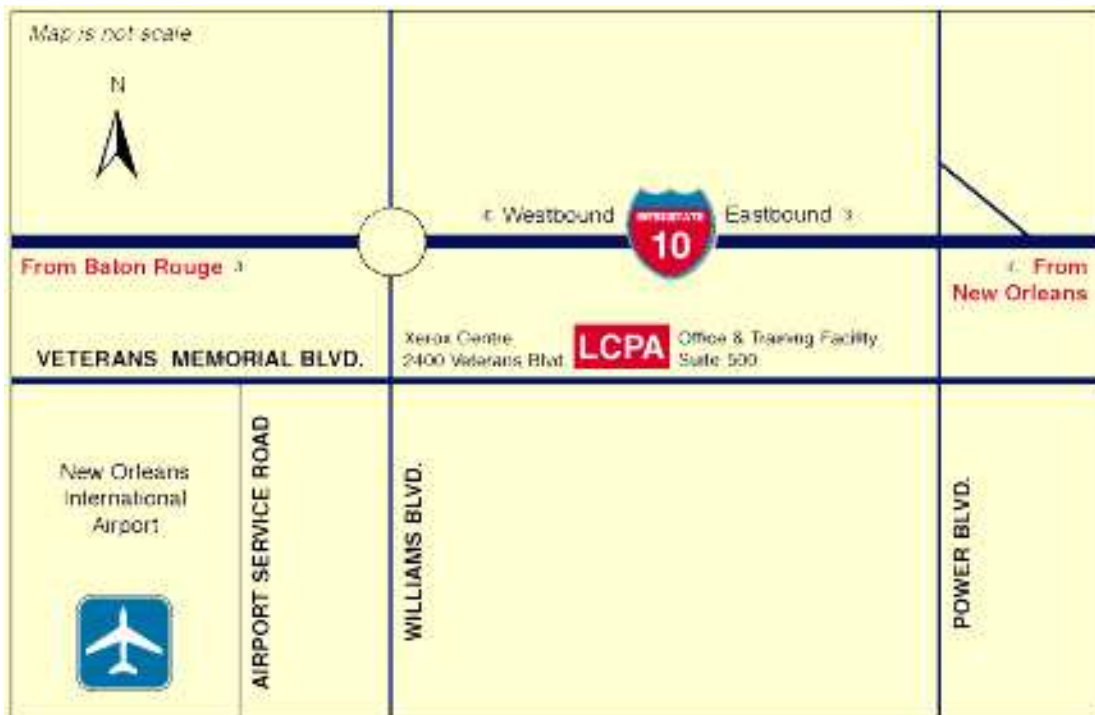 Map is not scale
N
Westbound
INTERSTATE
10
Eastbound
From Baton Rouge
From
New Orleans
VETERANS MEMORIAL BLVD.
Xerox Centre
2400 Veterans Blvd
LCPA
Office & Training Facility
Suite 500
New Orleans
International
Airport
AIRPORT SERVICE ROAD
WILLIAMS BLVD.
POWER BLVD.